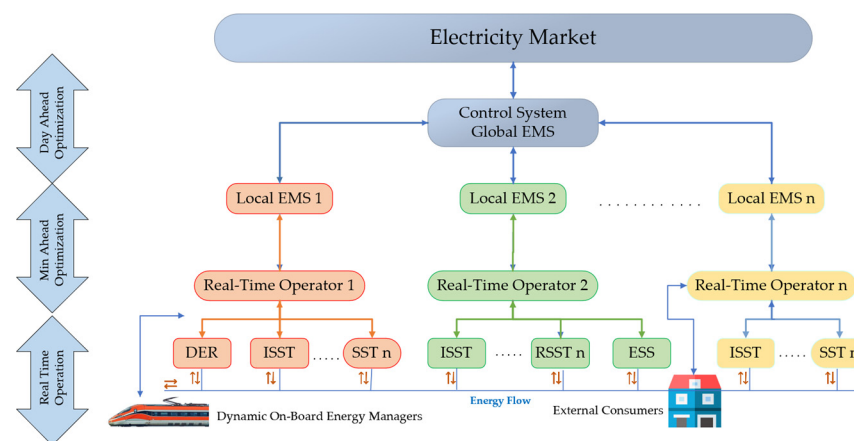 Electricity Market
Day Ahead
Optimization
Control System
Global EMS
Min Ahead
Optimization
Local EMS 1
Local EMS 2
. . . . . . . . . . . .
Local EMS n
Real-Time Operator 1
Real-Time Operator 2
Real-Time Operator n
Real Time
Operation
DER
ISST
.....
SST n
ISST
.....
RSST n
ESS
ISST
.....
SST n
Energy Flow
Dynamic On-Board Energy Managers
External Consumers